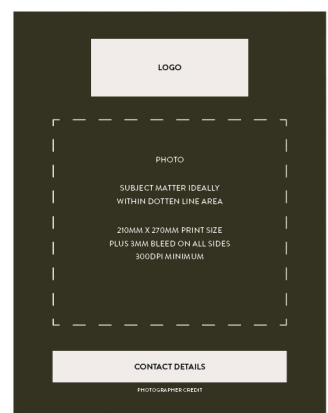 LOGO
PHOTO
SUBJECT MATTER IDEALLY
WITHIN DOTTEN LINE AREA
210MM X 270MM PRINT SIZE
PLUS 3MM BLEED ON ALL SIDES
300DPI MINIMUM
CONTACT DETAILS
PHOTOGRAPHER CREDIT